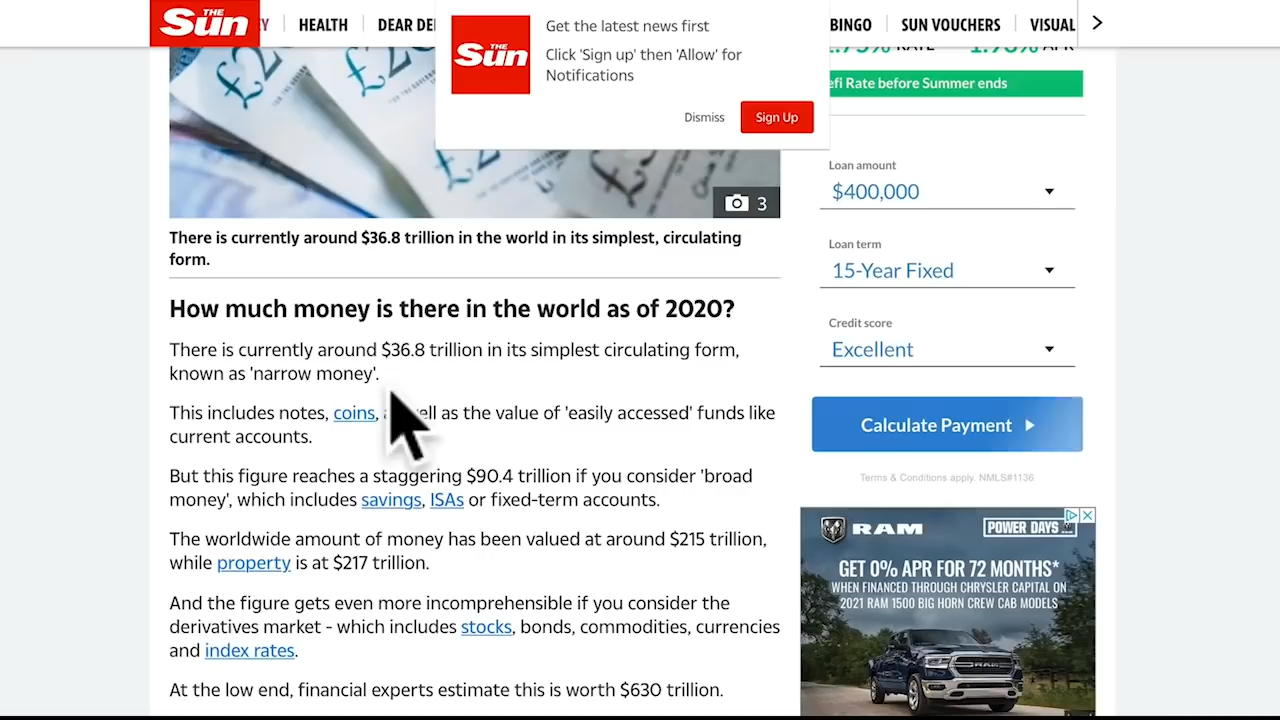 THE
Sun
HEALTH
DEAR DE
BINGO
SUN VOUCHERS
VISUAL
THE
Sun
Get the latest news first
Click 'Sign up' then 'Allow' for
Notifications
Dismiss
Sign Up
3
There is currently around $36.8 trillion in the world in its simplest, circulating
form.
How much money is there in the world as of 2020?
There is currently around $36.8 trillion in its simplest circulating form,
known as 'narrow money'.
This includes notes, coins, as well as the value of 'easily accessed' funds like
current accounts.
But this figure reaches a staggering $90.4 trillion if you consider 'broad
money', which includes savings, ISAs or fixed-term accounts.
The worldwide amount of money has been valued at around $215 trillion,
while property is at $217 trillion.
And the figure gets even more incomprehensible if you consider the
derivatives market - which includes stocks, bonds, commodities, currencies
and index rates.
At the low end, financial experts estimate this is worth $630 trillion.
efi Rate before Summer ends
Loan amount
$400,000
Loan term
15-Year Fixed
Credit score
Excellent
Calculate Payment
Terms & Conditions apply. NMLS#1136
RAM
POWER DAYS
GET 0% APR FOR 72 MONTHS*
WHEN FINANCED THROUGH CHRYSLER CAPITAL ON
2021 RAM 1500 BIG HORN CREW CAB MODELS